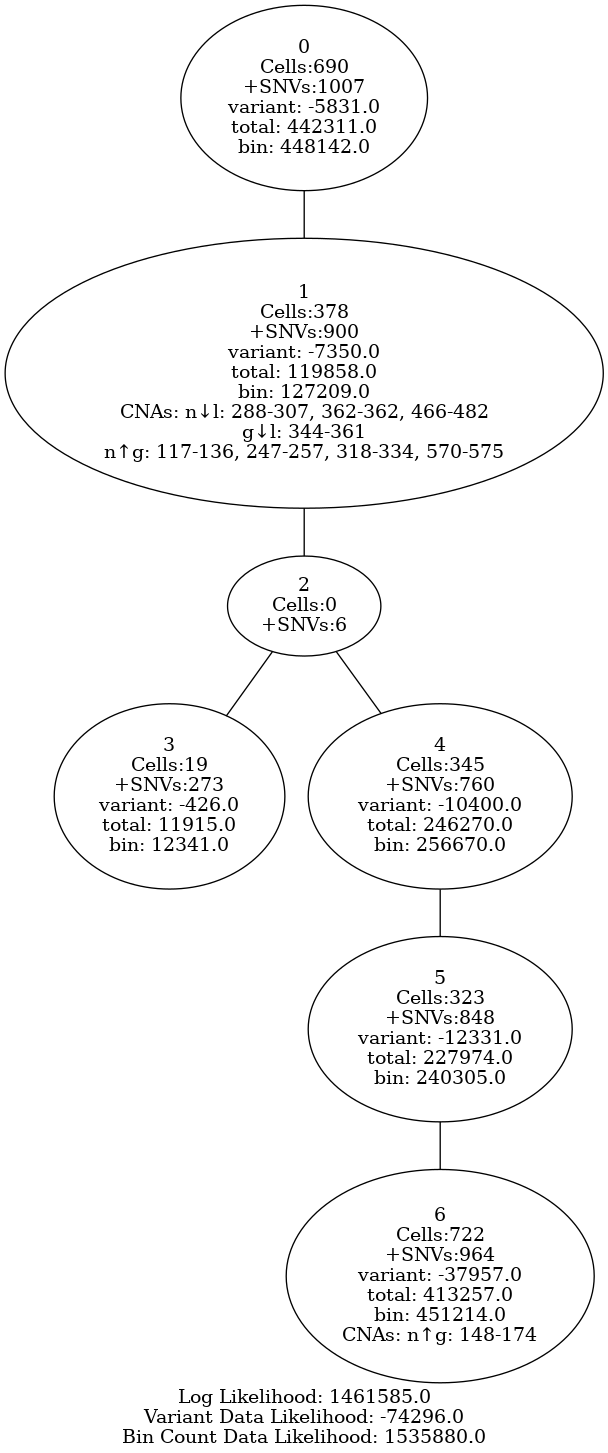 0
Cells:690
+SNVs:1007
variant: -5831.0
total: 442311.0
bin: 448142.0
1
Cells:378
+SNVs:900
variant: -7350.0
total: 119858.0
bin: 127209.0
CNAs: n↓l: 288-307, 362-362, 466-482
g↓l: 344-361
n↑g: 117-136, 247-257, 318-334, 570-575
2
Cells:0
+SNVs:6
3
Cells:19
+SNVs:273
variant: -426.0
total: 11915.0
bin: 12341.0
4
Cells:345
+SNVs:760
variant: -10400.0
total: 246270.0
bin: 256670.0
5
Cells:323
+SNVs:848
variant: -12331.0
total: 227974.0
bin: 240305.0
6
Cells:722
+SNVs:964
variant: -37957.0
total: 413257.0
bin: 451214.0
CNAs: n↑g: 148-174
Log Likelihood: 1461585.0
Variant Data Likelihood: -74296.0
Bin Count Data Likelihood: 1535880.0